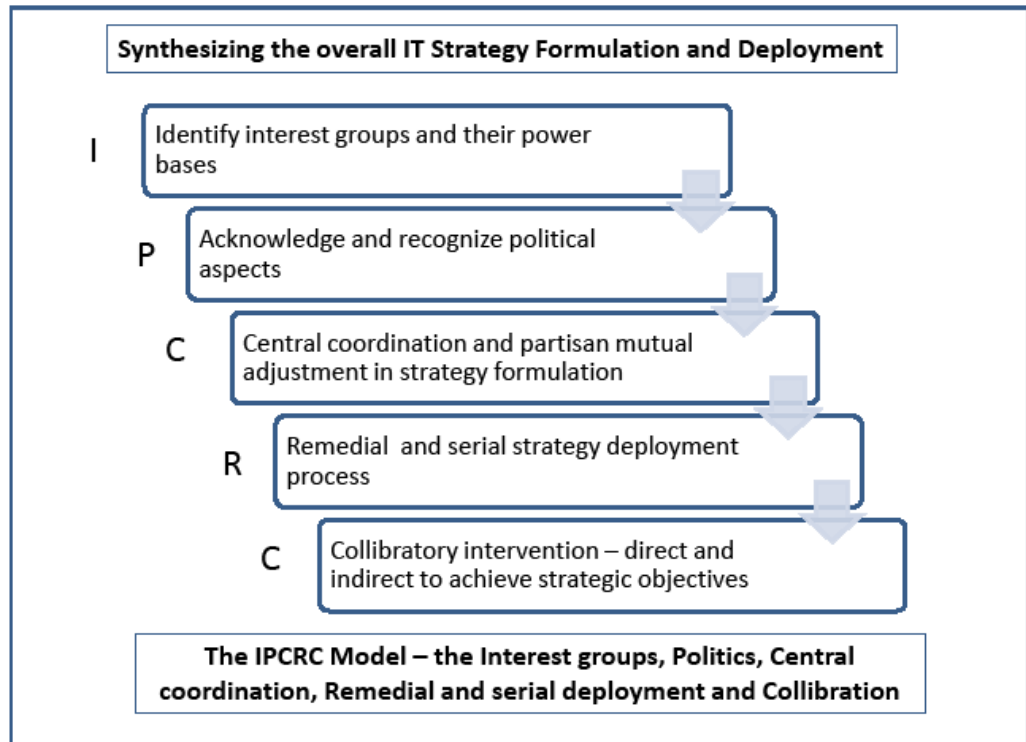 Synthesizing the overall IT Strategy Formulation and Deployment
I
Identify interest groups and their power
bases
P
Acknowledge and recognize political
aspects
C
Central coordination and partisan mutual
adjustment in strategy formulation
R
Remedial and serial strategy deployment
process
C
Collibratory intervention – direct and
indirect to achieve strategic objectives
The IPCRC Model – the Interest groups, Politics, Central
coordination, Remedial and serial deployment and Collibration